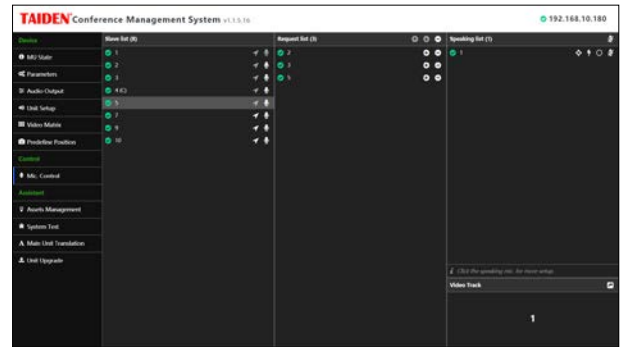 TAIDEN Conference Management System v1.1.5.16
192.168.10.180
Device
MU State
Parameters
Audio Output
Unit Setup
Video Matrix
Predefine Position
Control
Mic. Control
Assistant
Assets Management
System Test
Main Unit Translation
Unit Upgrade
Slave list (8)
1
2
3
4 (C)
5
7
9
10
Request list (3)
2
3
5
Speaking list (1)
1
Click the speaking mic. for more setup.
Video Track
1